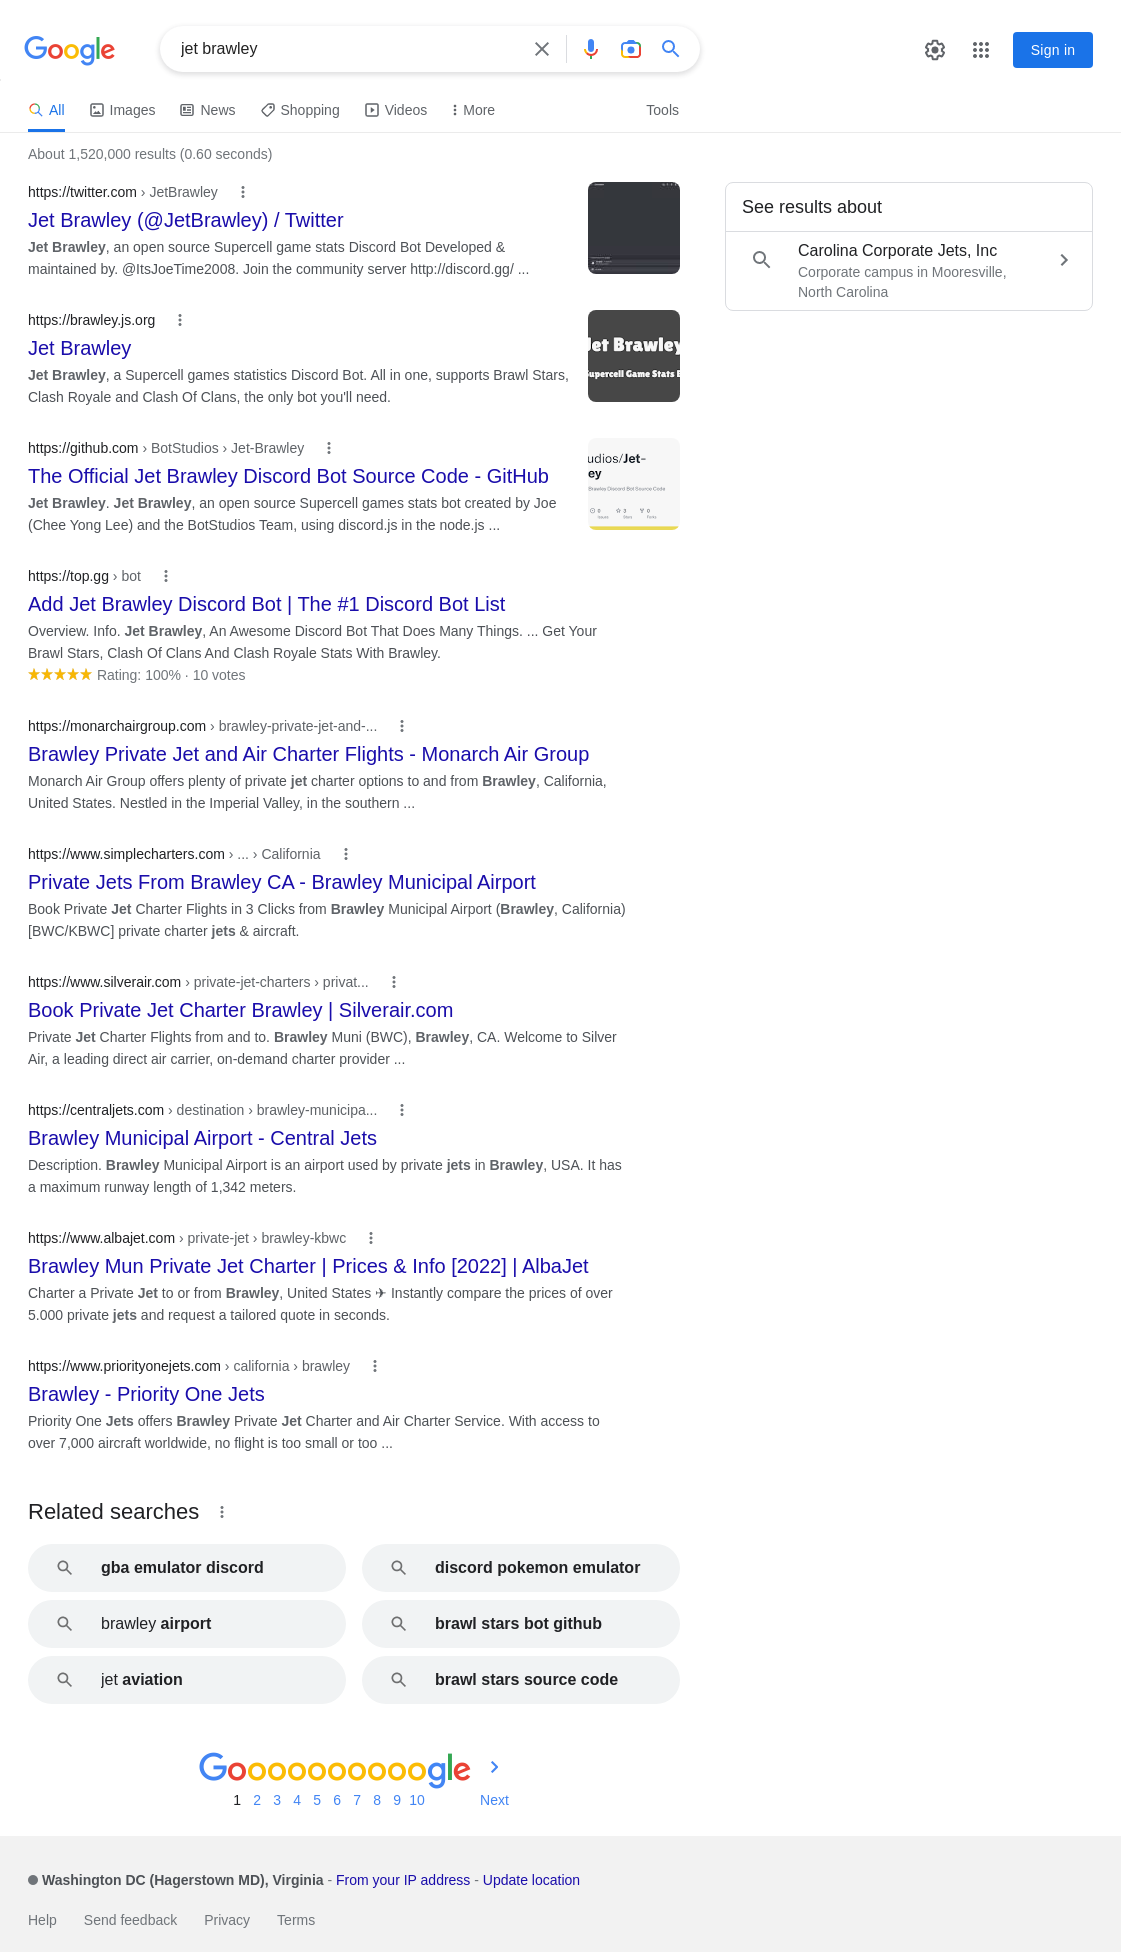 Google
jet brawley
Sign in
All
Images
News
Shopping
Videos
More
Tools
About 1,520,000 results (0.60 seconds)
https://twitter.com › JetBrawley
Jet Brawley (@JetBrawley) / Twitter
Jet Brawley, an open source Supercell game stats Discord Bot Developed &
maintained by. @ItsJoeTime2008. Join the community server http://discord.gg/ ...
See results about
Carolina Corporate Jets, Inc
Corporate campus in Mooresville,
North Carolina
https://brawley.js.org
Jet Brawley
Jet Brawley, a Supercell games statistics Discord Bot. All in one, supports Brawl Stars,
Clash Royale and Clash Of Clans, the only bot you'll need.
Jet Brawley
Supercell Game Stats
https://github.com › BotStudios › Jet-Brawley
The Official Jet Brawley Discord Bot Source Code - GitHub
Jet Brawley. Jet Brawley, an open source Supercell games stats bot created by Joe
(Chee Yong Lee) and the BotStudios Team, using discord.js in the node.js ...
udios/Jet-
ey
Brawlee Discord Bot Source Code
https://top.gg › bot
Add Jet Brawley Discord Bot | The #1 Discord Bot List
Overview. Info. Jet Brawley, An Awesome Discord Bot That Does Many Things. ... Get Your
Brawl Stars, Clash Of Clans And Clash Royale Stats With Brawley.
Rating: 100% · 10 votes
https://monarchairgroup.com › brawley-private-jet-and-...
Brawley Private Jet and Air Charter Flights - Monarch Air Group
Monarch Air Group offers plenty of private jet charter options to and from Brawley, California,
United States. Nestled in the Imperial Valley, in the southern ...
https://www.simplecharters.com › ... › California
Private Jets From Brawley CA - Brawley Municipal Airport
Book Private Jet Charter Flights in 3 Clicks from Brawley Municipal Airport (Brawley, California)
[BWC/KBWC] private charter jets & aircraft.
https://www.silverair.com › private-jet-charters › privat...
Book Private Jet Charter Brawley | Silverair.com
Private Jet Charter Flights from and to. Brawley Muni (BWC), Brawley, CA. Welcome to Silver
Air, a leading direct air carrier, on-demand charter provider ...
https://centraljets.com › destination › brawley-municipa...
Brawley Municipal Airport - Central Jets
Description. Brawley Municipal Airport is an airport used by private jets in Brawley, USA. It has
a maximum runway length of 1,342 meters.
https://www.albajet.com › private-jet › brawley-kbwc
Brawley Mun Private Jet Charter | Prices & Info [2022] | AlbaJet
Charter a Private Jet to or from Brawley, United States ✈ Instantly compare the prices of over
5.000 private jets and request a tailored quote in seconds.
https://www.priorityonejets.com › california › brawley
Brawley - Priority One Jets
Priority One Jets offers Brawley Private Jet Charter and Air Charter Service. With access to
over 7,000 aircraft worldwide, no flight is too small or too ...
Related searches
gba emulator discord
discord pokemon emulator
brawley airport
brawl stars bot github
jet aviation
brawl stars source code
Goooooooooogle
1 2 3 4 5 6 7 8 9 10 Next
Washington DC (Hagerstown MD), Virginia - From your IP address - Update location
Help Send feedback Privacy Terms